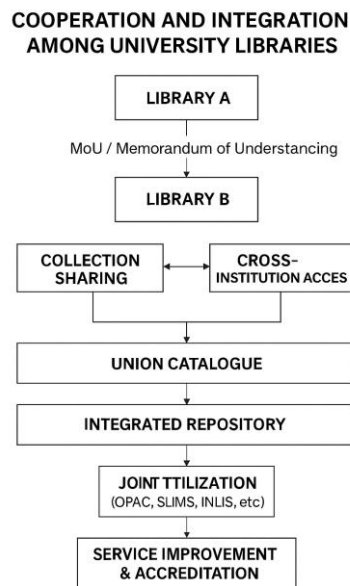 COOPERATION AND INTEGRATION
AMONG UNIVERSITY LIBRARIES
LIBRARY A
MoU / Memorandum of Understancing
LIBRARY B
COLLECTION
SHARING
CROSS–
INSTITUTION ACCES
UNION CATALOGUE
INTEGRATED REPOSITORY
JOINT TTILIZATION
(OPAC, SLIMS, INLIS, etc)
SERVICE IMPROVEMENT
& ACCREDITATION